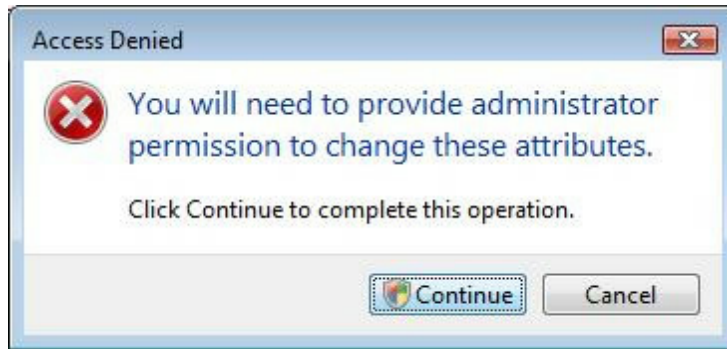 Access Denied
You will need to provide administrator
permission to change these attributes.
Click Continue to complete this operation.
Continue
Cancel